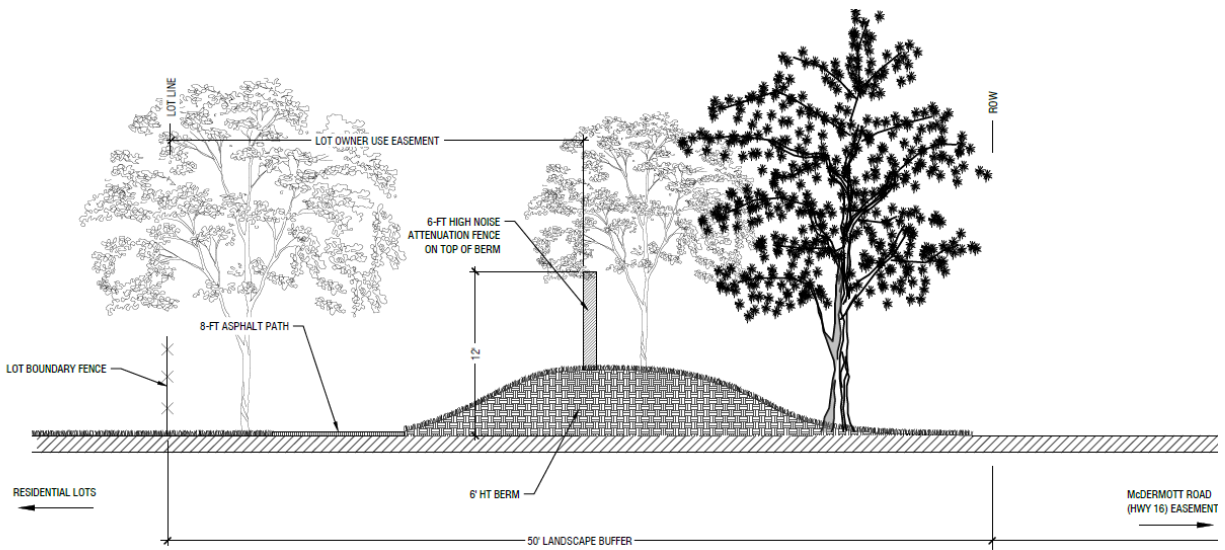 LOT LINE
LOT OWNER USE EASEMENT
ROW
6-FT HIGH NOISE
ATTENUATION FENCE
ON TOP OF BERM
8-FT ASPHALT PATH
12'
LOT BOUNDARY FENCE
RESIDENTIAL LOTS
6' HT BERM
McDERMOTT ROAD
(HWY 16) EASEMENT
50' LANDSCAPE BUFFER